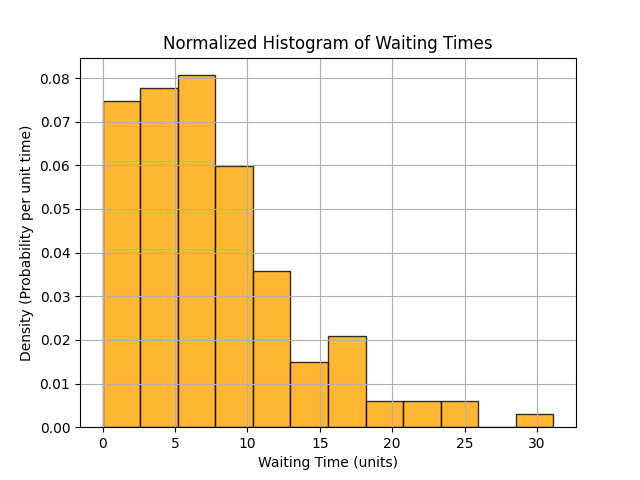 Normalized Histogram of Waiting Times
Density (Probability per unit time)
0.08
0.07
0.06
0.05
0.04
0.03
0.02
0.01
0.00
0 5 10 15 20 25 30
Waiting Time (units)